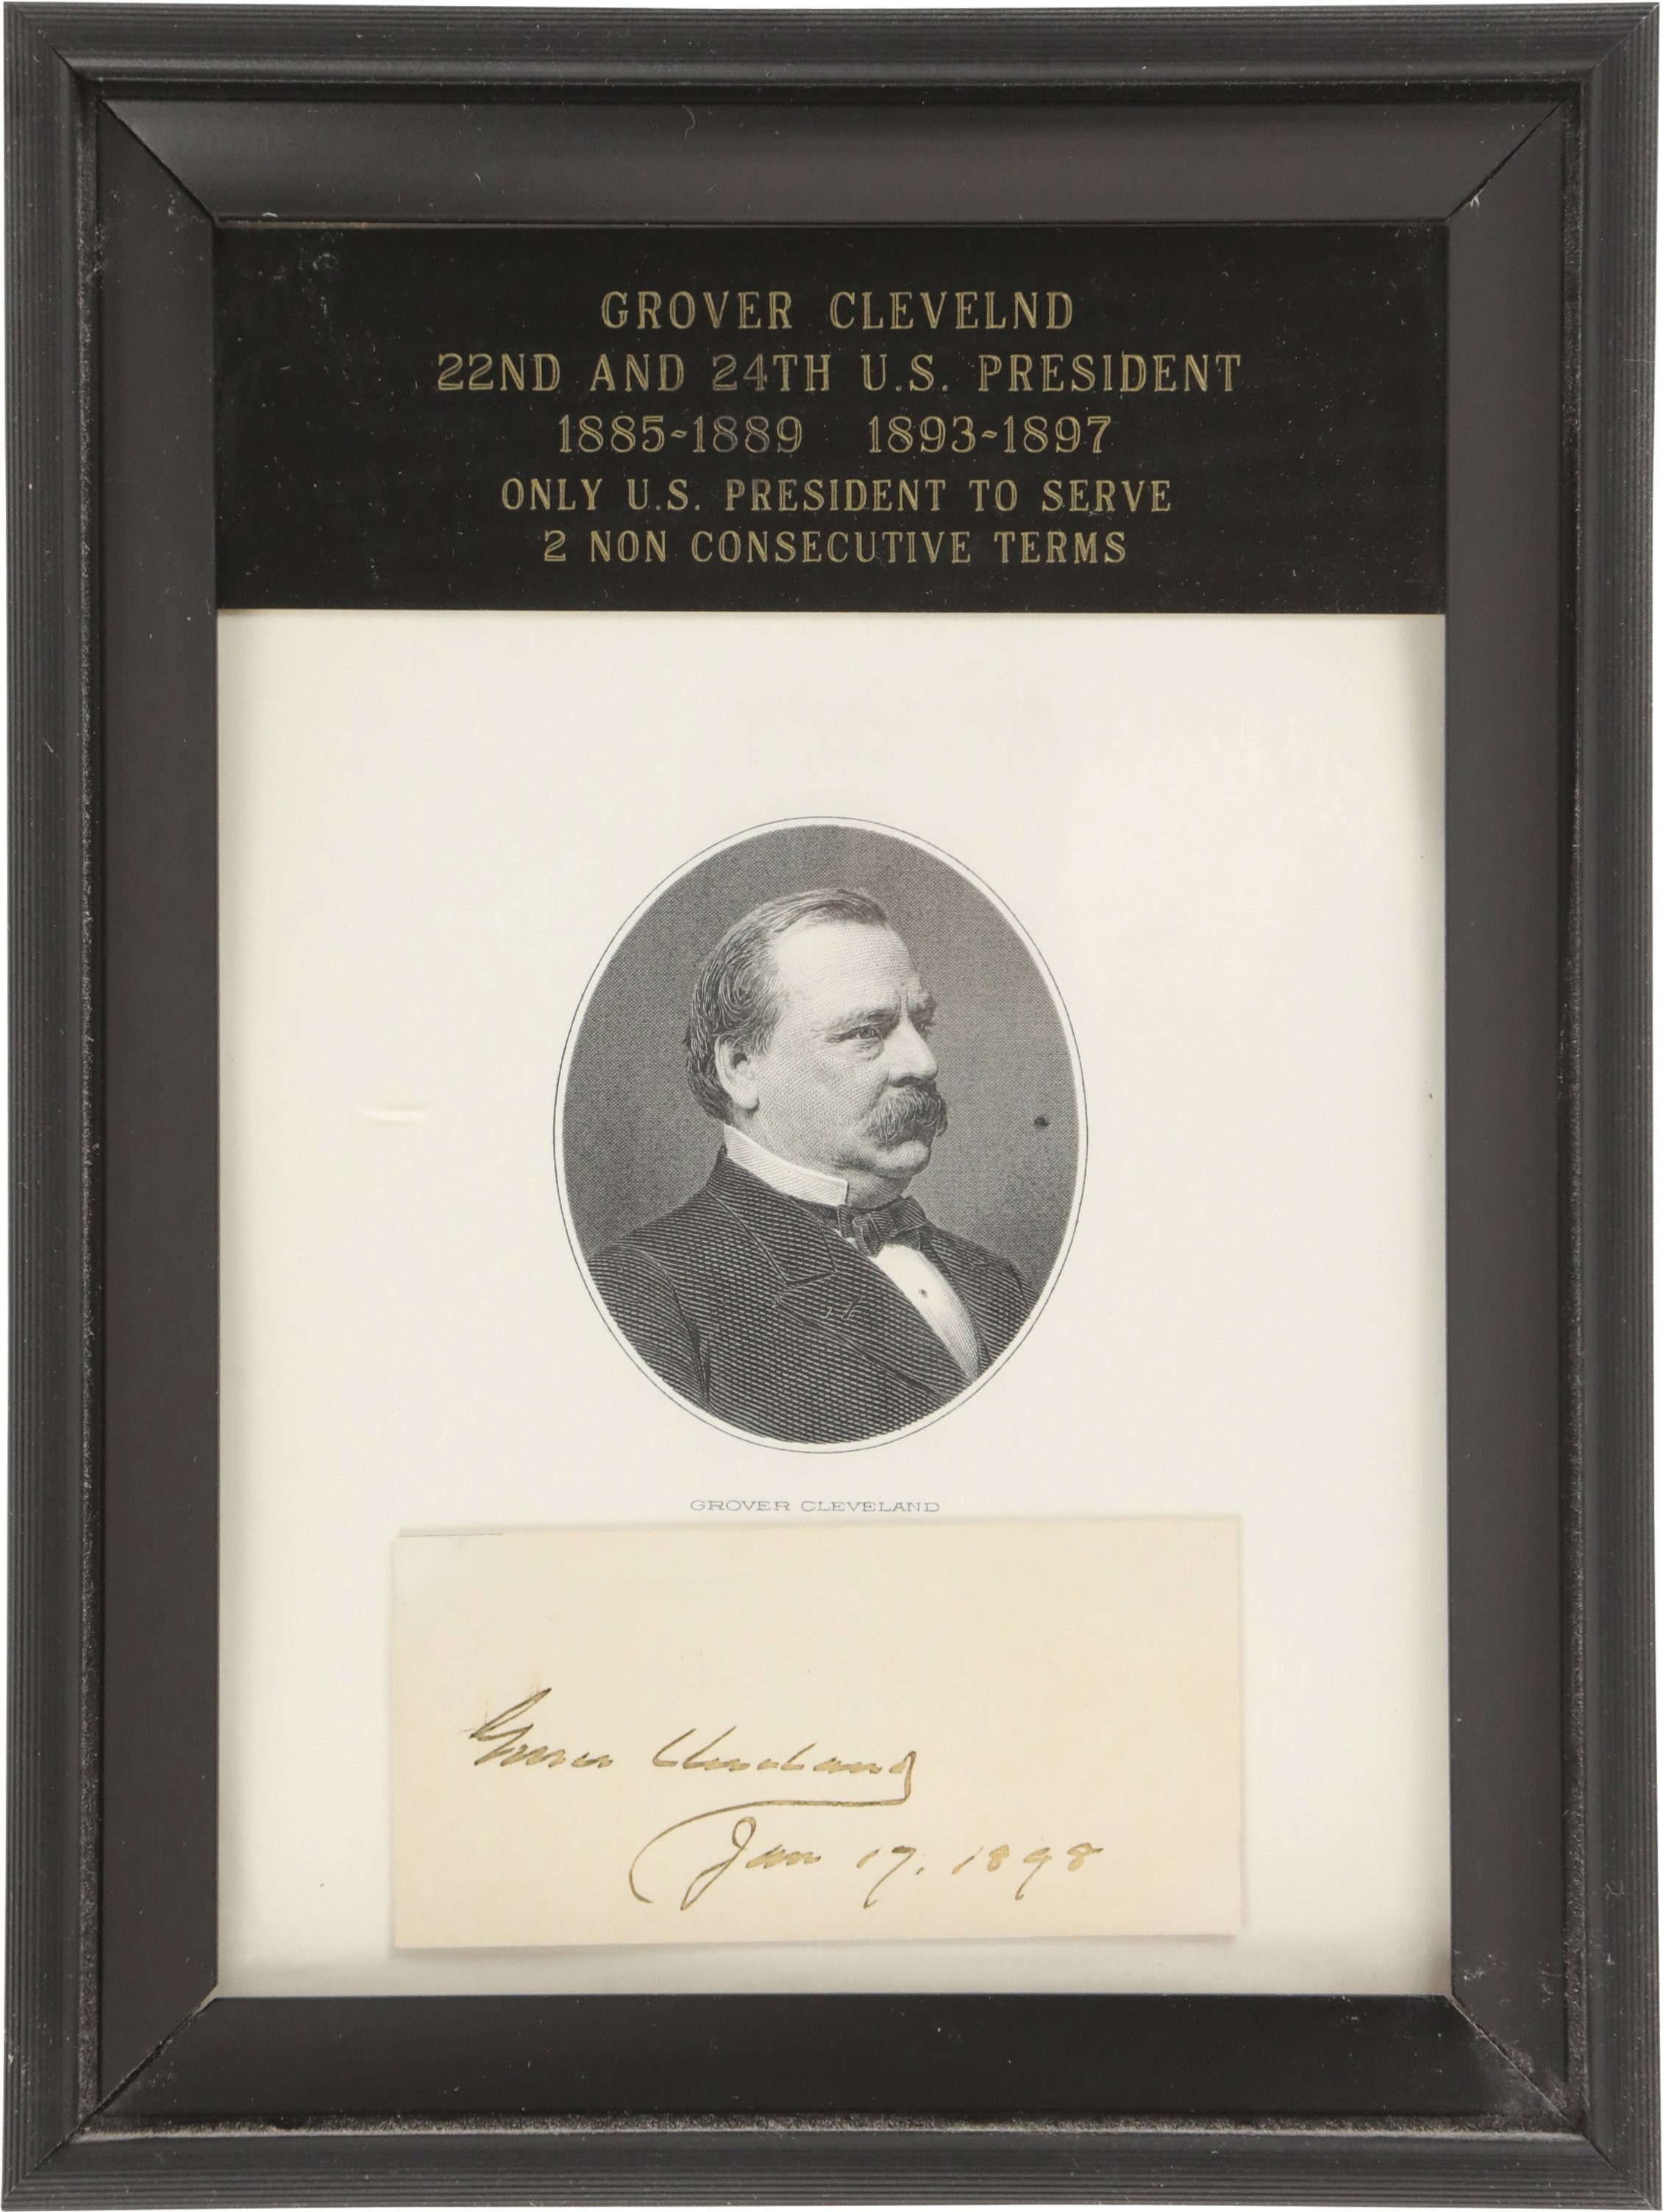 GROVER CLEVELND
22ND AND 24TH U.S. PRESIDENT
1885-1889 1893-1897
ONLY U.S. PRESIDENT TO SERVE
2 NON CONSECUTIVE TERMS
GROVER CLEVELAND
Grover Cleveland
Jan 17, 1898